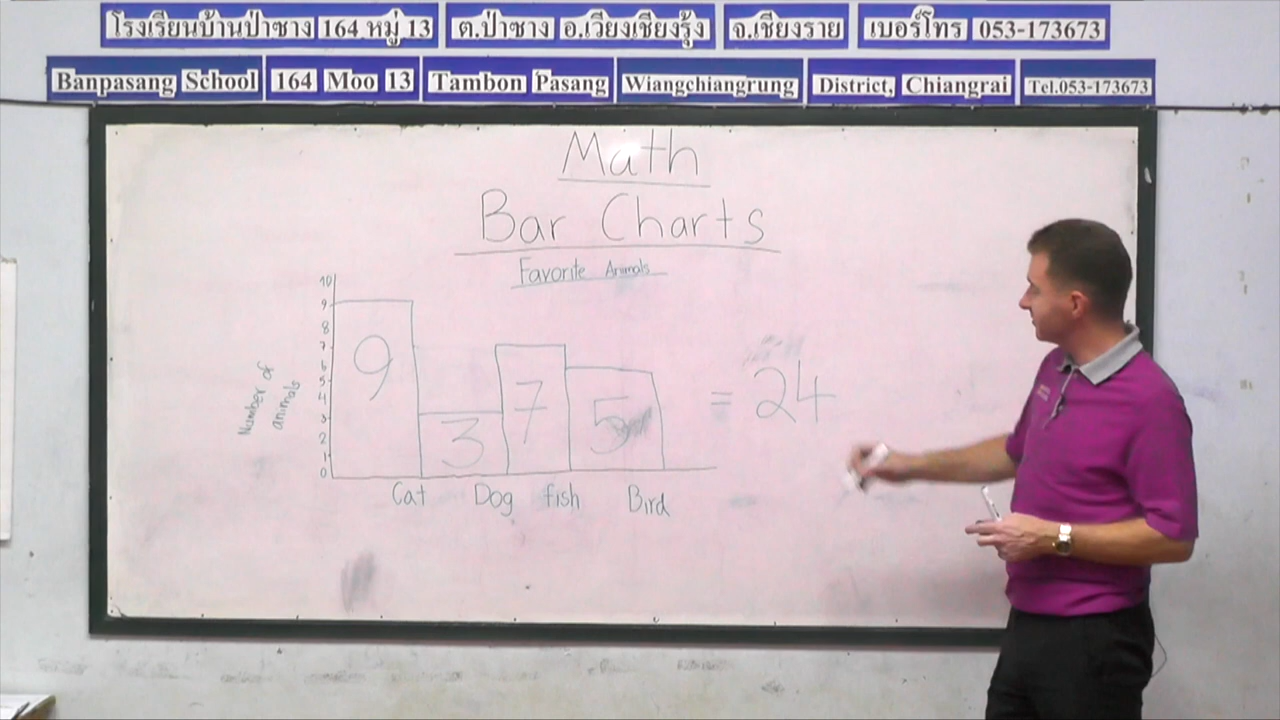 โรงเรียนบ้านป่าซาง 164 หมู่ 13 ต.ป่าซาง อ.เวียงเชียงรุ้ง จ.เชียงราย เบอร์โทร 053-173673
Banpasang School 164 Moo 13 Tambon Pasang Wiangchiangrung District, Chiangrai Tel.053-173673
Math
Bar Charts
Favorite Animals
10
9
8
7
6
5
4
3
2
1
0
Number of
animals
9 3 7 5 = 24
Cat Dog fish Bird